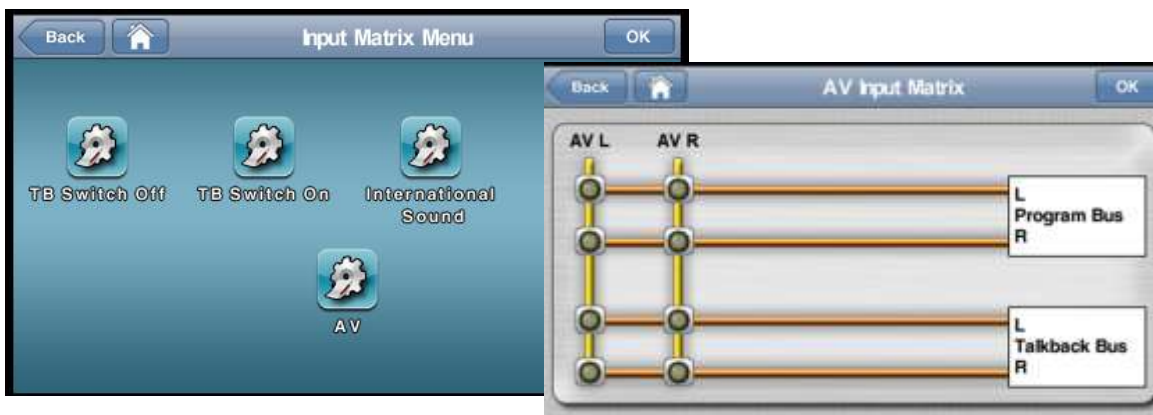 Back
Input Matrix Menu
OK
TB Switch Off
TB Switch On
International
Sound
AV
Back
AV Input Matrix
OK
AV L
AV R
L
Program Bus
R
L
Talkback Bus
R